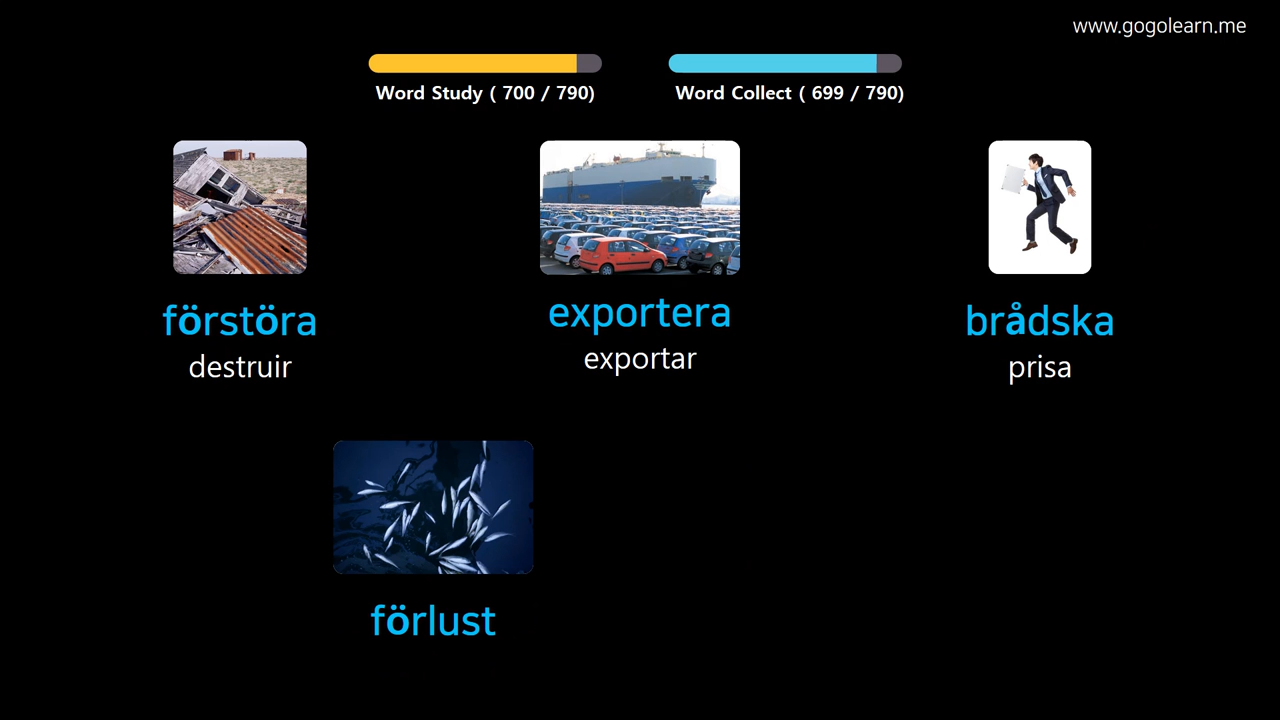 www.gogolearn.me
Word Study ( 700 / 790)
Word Collect ( 699 / 790)
förstöra
destruir
exportera
exportar
brådska
prisa
förlust